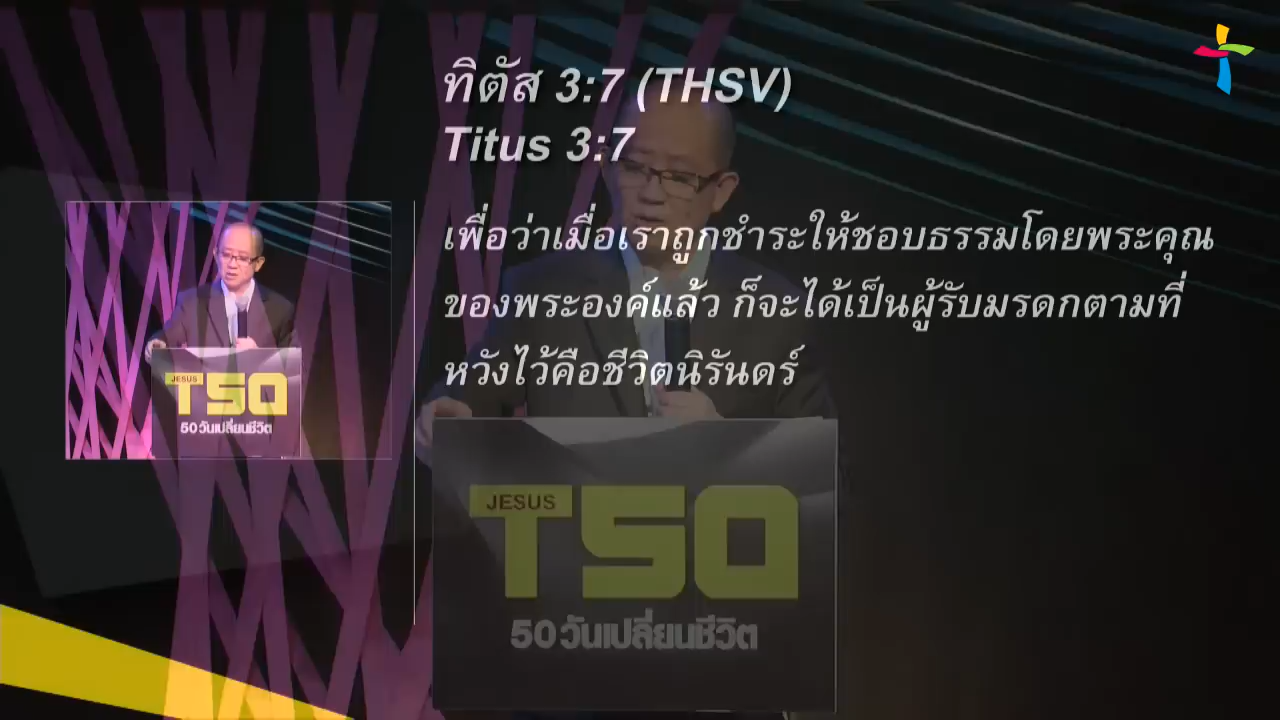 ทิตัส 3:7 (THSV)
Titus 3:7
เพื่อว่าเมื่อเราถูกชำระให้ชอบธรรมโดยพระคุณ
ของพระองค์แล้ว ก็จะได้เป็นผู้รับมรดกตามที่
หวังไว้คือชีวิตนิรันดร์
JESUS
T50
50วันเปลี่ยนชีวิต
JESUS
T50
50วันเปลี่ยนชีวิต